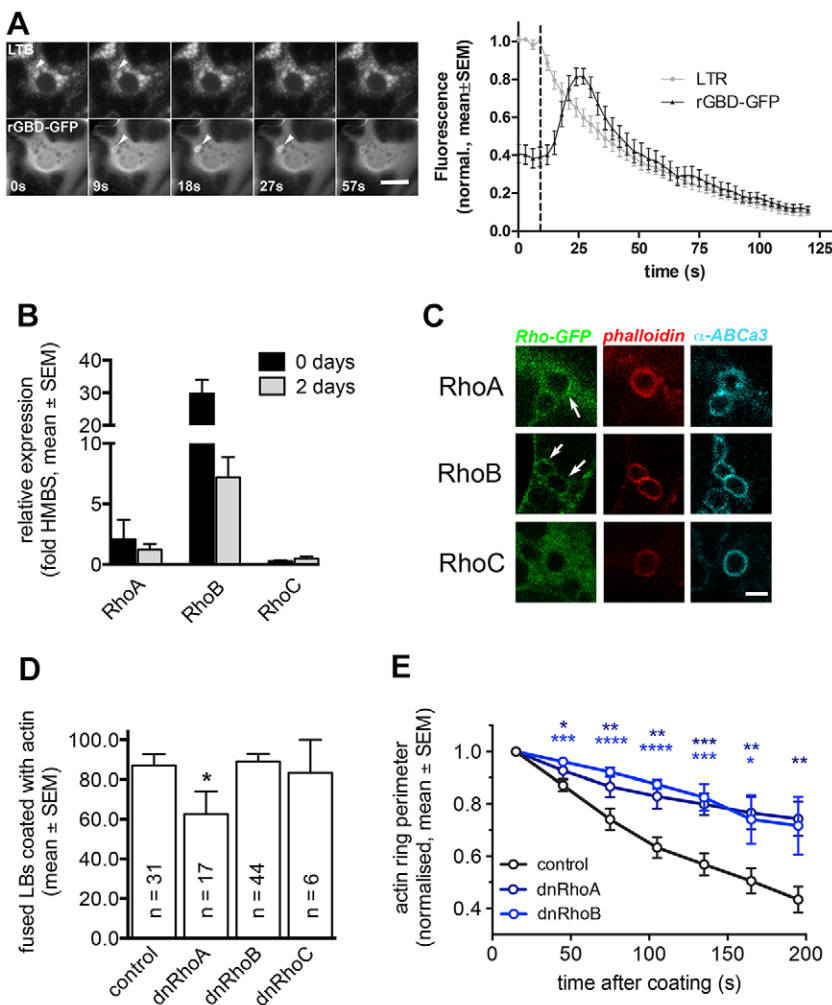 A
LTB
rGBD-GFP
0s 9s 18s 27s 57s
Fluorescence
(normal., mean±SEM)
1.0
0.8
0.6
0.4
0.2
0.0
LTR
rGBD-GFP
0 25 50 75 100 125
time (s)
B
relative expression
(fold HMBS, mean ± SEM)
40
30
20
10
5
0
0 days
2 days
RhoA RhoB RhoC
C
Rho-GFP phalloidin α-ABCa3
RhoA
RhoB
RhoC
D
fused LBs coated with actin
(mean ± SEM)
100.0
80.0
60.0
40.0
20.0
0.0
*
n = 31 n = 17 n = 44 n = 6
control dnRhoA dnRhoB dnRhoC
E
actin ring perimeter
(normalised, mean ± SEM)
* ** ** *** ** **
*** **** **** *** *
1.0
0.8
0.6
0.4
control
dnRhoA
dnRhoB
0 50 100 150 200
time after coating (s)